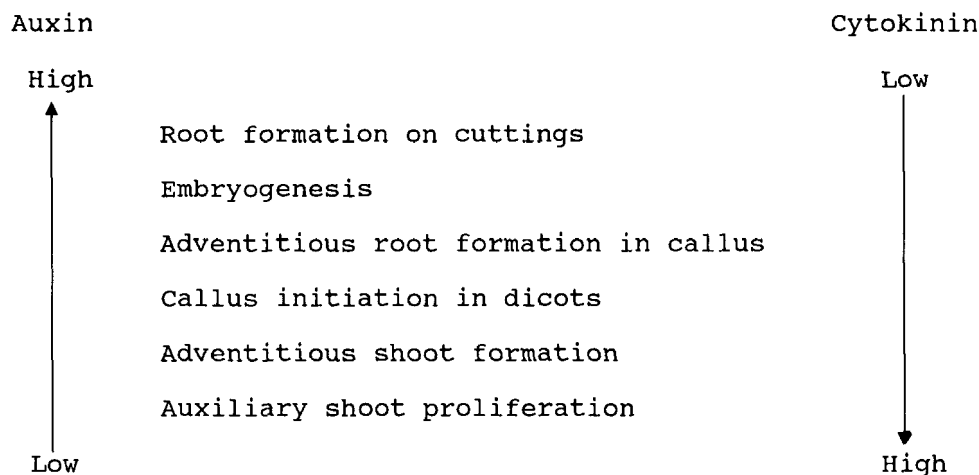 Auxin Cytokinin
High Low
Root formation on cuttings
Embryogenesis
Adventitious root formation in callus
Callus initiation in dicots
Adventitious shoot formation
Auxiliary shoot proliferation
Low High